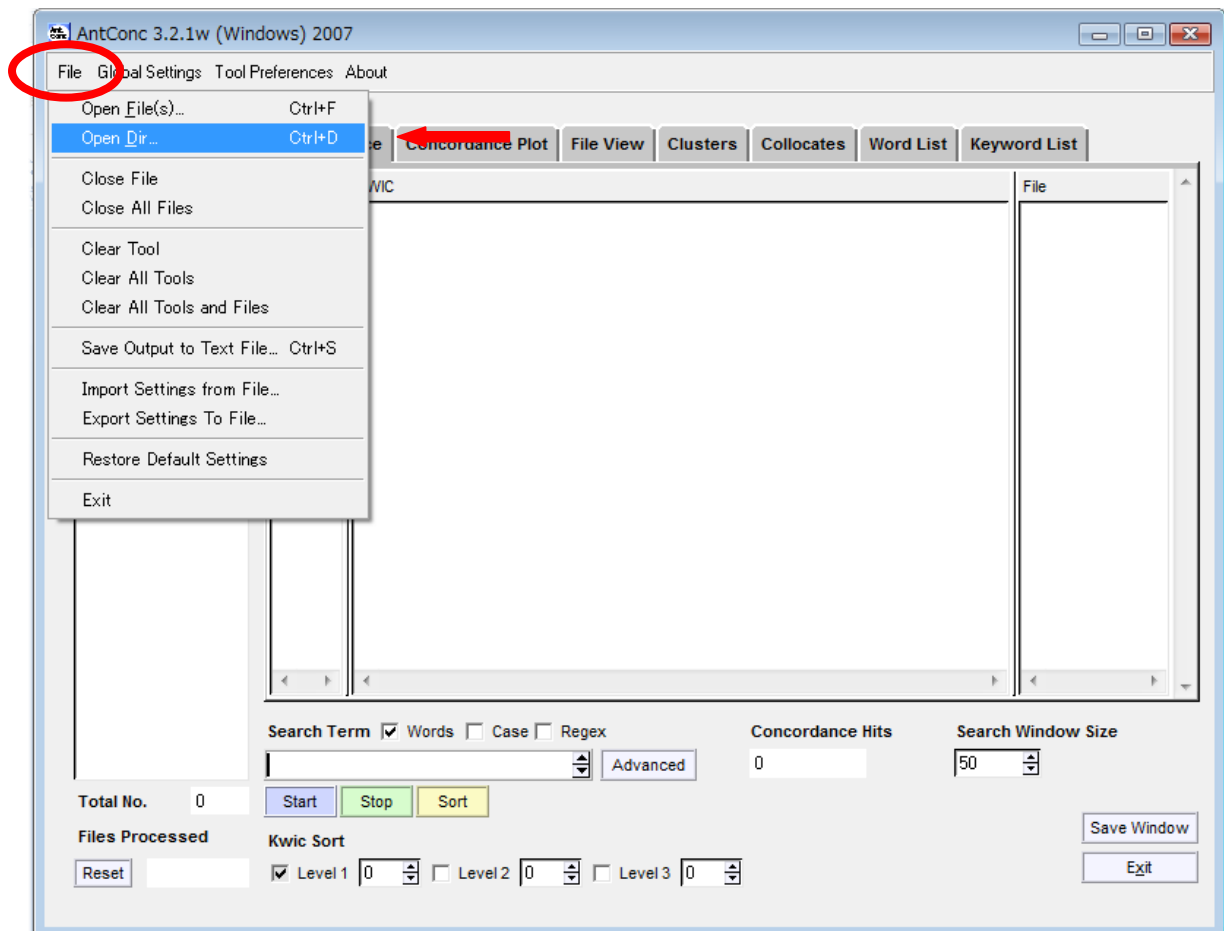 AntConc 3.2.1w (Windows) 2007
File Global Settings Tool Preferences About
Open File(s)... Ctrl+F
Open Dir... Ctrl+D
ce Concordance Plot File View Clusters Collocates Word List Keyword List
Close File
WIC File
Close All Files
Clear Tool
Clear All Tools
Clear All Tools and Files
Save Output to Text File... Ctrl+S
Import Settings from File...
Export Settings To File...
Restore Default Settings
Exit
Search Term Words Case Regex Concordance Hits Search Window Size
Advanced 0 50
Total No. 0 Start Stop Sort
Files Processed Save Window
Kwic Sort
Reset Level 1 0 Level 2 0 Level 3 0 Exit